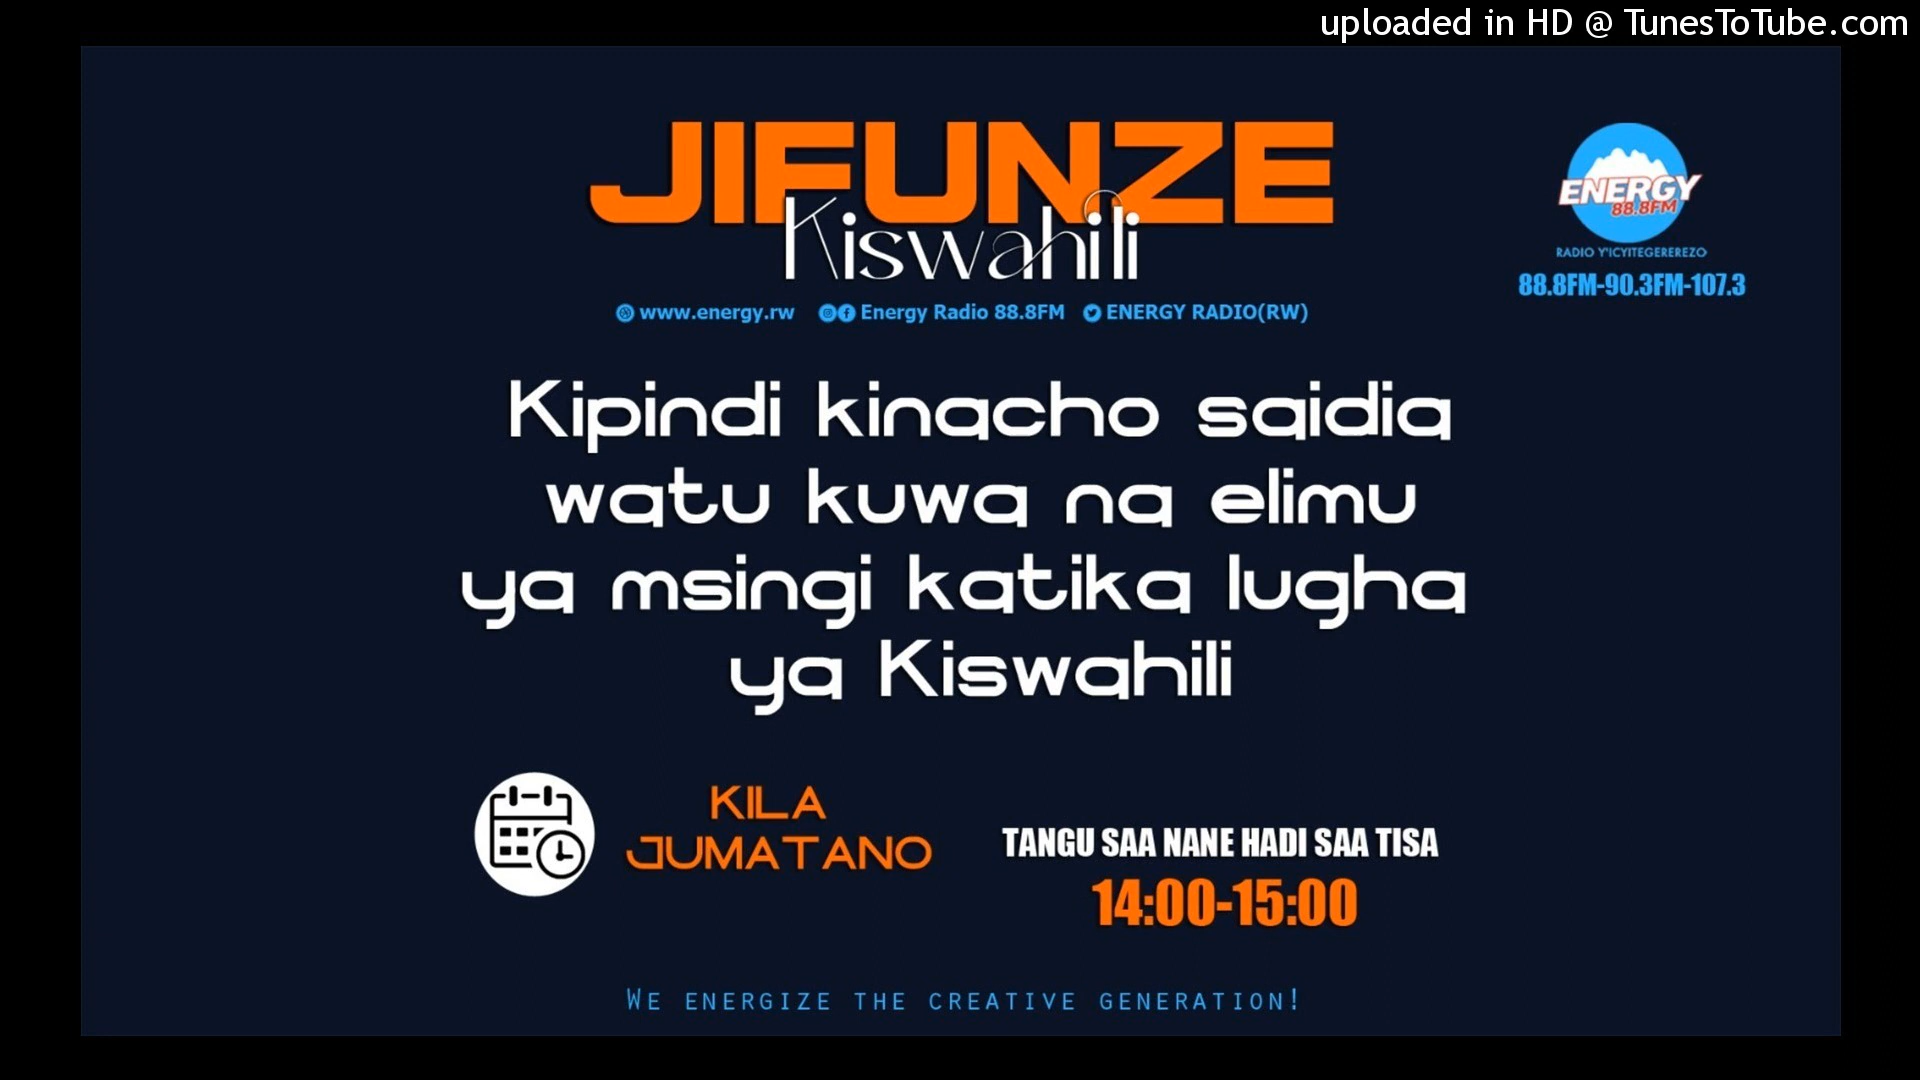 uploaded in HD @ TunesToTube.com
JIFUNZE
Kiswahili
www.energy.rw Energy Radio 88.8FM ENERGY RADIO(RW)
ENERGY
88.8FM
RADIO Y'ICYITEGEREREZO
88.8FM-90.3FM-107.3
Kipindi kinacho saidia
watu kuwa na elimu
ya msingi katika lugha
ya Kiswahili
KILA
JUMATANO
TANGU SAA NANE HADI SAA TISA
14:00-15:00
WE ENERGIZE THE CREATIVE GENERATION!